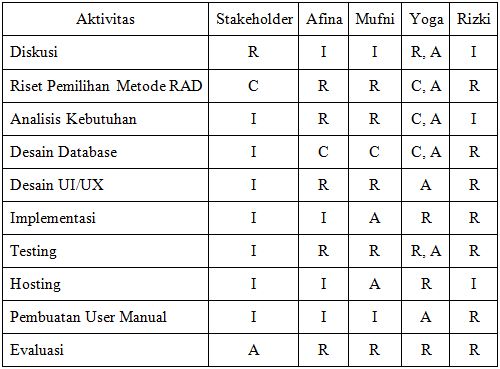 Aktivitas Stakeholder Afina Mufni Yoga Rizki
Diskusi R I I R, A I
Riset Pemilihan Metode RAD C R R C, A R
Analisis Kebutuhan I R R C, A I
Desain Database I C C C, A R
Desain UI/UX I R R A R
Implementasi I I A R R
Testing I R R R, A R
Hosting I I A R I
Pembuatan User Manual I I I A R
Evaluasi A R R R R